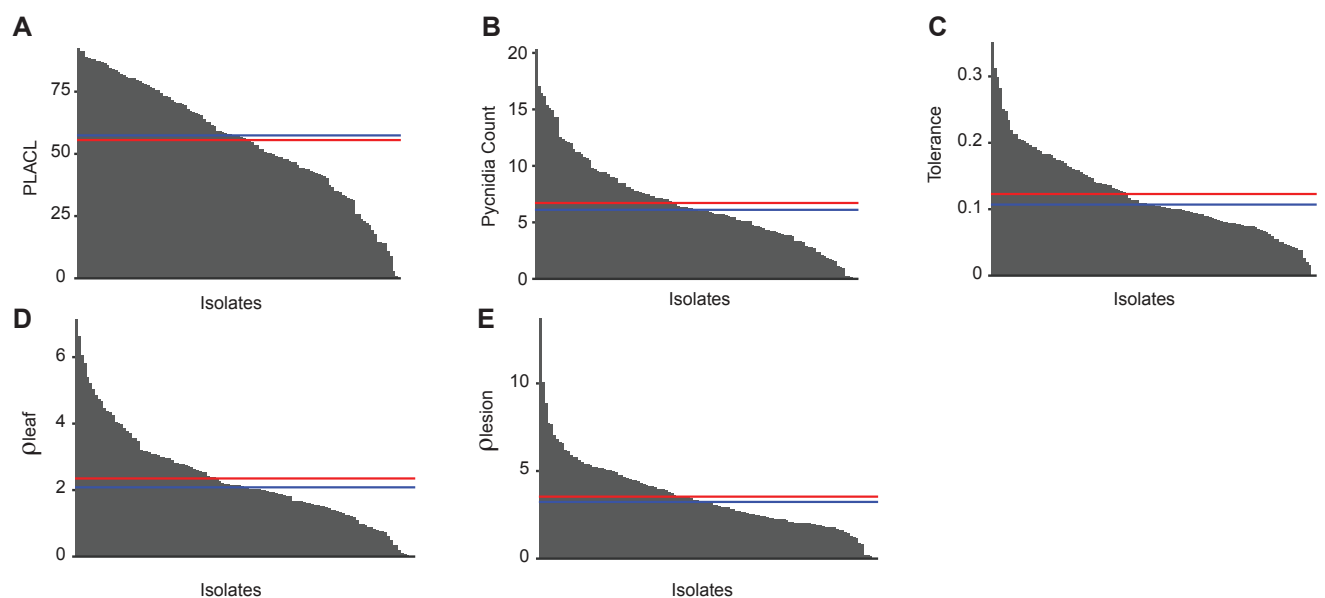 A
PLACL
75
50
25
0
Isolates
B
Pycnidia Count
20
15
10
5
0
Isolates
C
Tolerance
0.3
0.2
0.1
0
Isolates
D
ρleaf
6
4
2
0
Isolates
E
ρlesion
10
5
0
Isolates